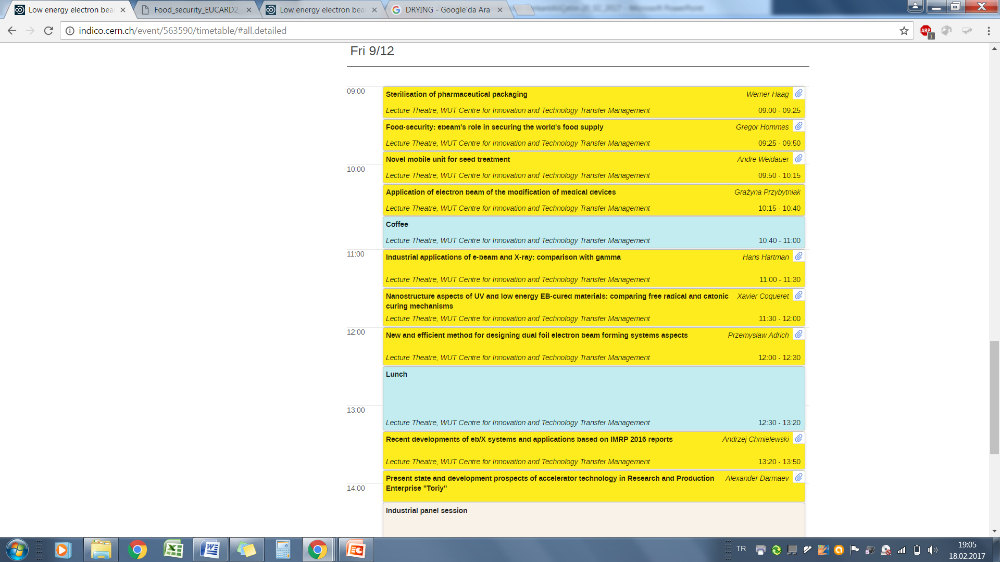 Low energy electron bea
Food_security_EUCARD2
Low energy electron bea
DRYİNG - Google'da Ara
indico.cern.ch/event/563590/timetable/#all.detailed
ABP
1
Fri 9/12
09:00
Sterilisation of pharmaceutical packaging
Werner Haag
Lecture Theatre, WUT Centre for Innovation and Technology Transfer Management
09:00 - 09:25
Food-security: ebeam's role in securing the world's food supply
Gregor Hommes
Lecture Theatre, WUT Centre for Innovation and Technology Transfer Management
09:25 - 09:50
Novel mobile unit for seed treatment
Andre Weidauer
10:00
Lecture Theatre, WUT Centre for Innovation and Technology Transfer Management
09:50 - 10:15
Application of electron beam of the modification of medical devices
Grażyna Przybytniak
Lecture Theatre, WUT Centre for Innovation and Technology Transfer Management
10:15 - 10:40
Coffee
Lecture Theatre, WUT Centre for Innovation and Technology Transfer Management
10:40 - 11:00
11:00
Industrial applications of e-beam and X-ray: comparison with gamma
Hans Hartman
Lecture Theatre, WUT Centre for Innovation and Technology Transfer Management
11:00 - 11:30
Nanostructure aspects of UV and low energy EB-cured materials: comparing free radical and catonic
curing mechanisms
Xavier Coqueret
Lecture Theatre, WUT Centre for Innovation and Technology Transfer Management
11:30 - 12:00
12:00
New and efficient method for designing dual foil electron beam forming systems aspects
Przemyslaw Adrich
Lecture Theatre, WUT Centre for Innovation and Technology Transfer Management
12:00 - 12:30
Lunch
13:00
Lecture Theatre, WUT Centre for Innovation and Technology Transfer Management
12:30 - 13:20
Recent developments of eb/X systems and applications based on IMRP 2016 reports
Andrzej Chmielewski
Lecture Theatre, WUT Centre for Innovation and Technology Transfer Management
13:20 - 13:50
Present state and development prospects of accelerator technology in Research and Production
Enterprise "Toriy"
Alexander Darmaev
14:00
Industrial panel session
TR
19:05
18.02.2017